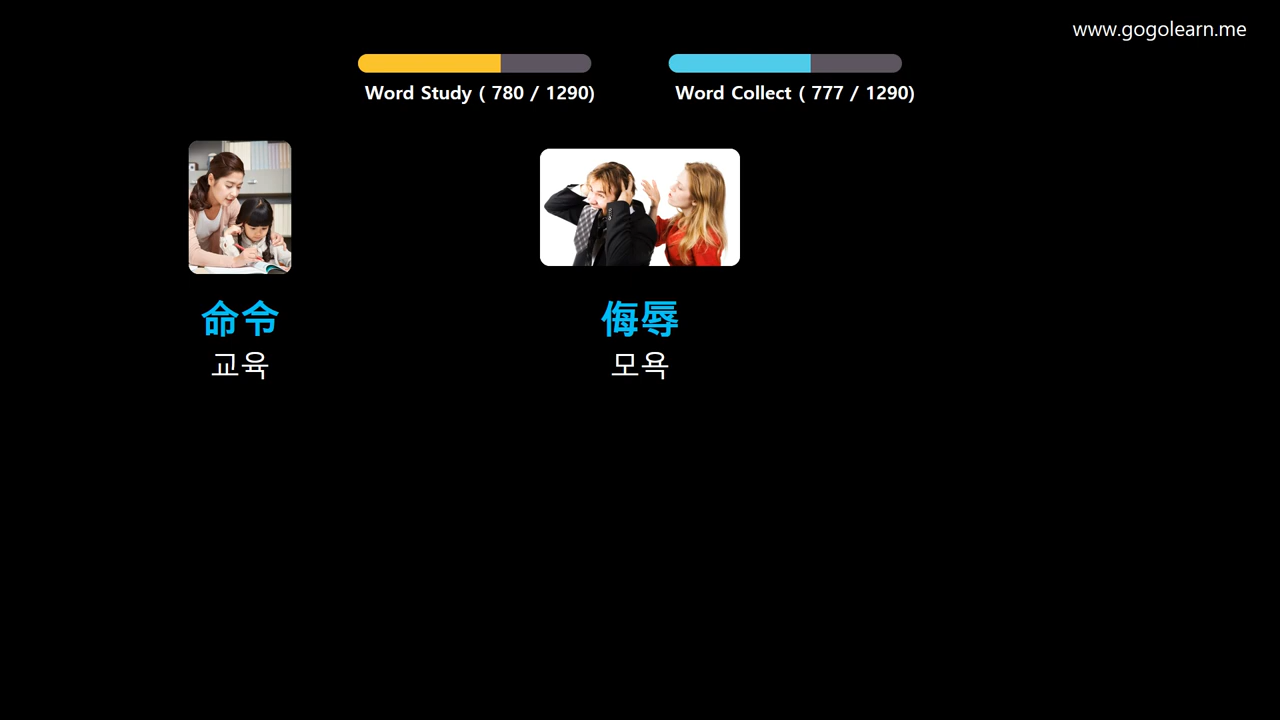 www.gogolearn.me
Word Study ( 780 / 1290)
Word Collect ( 777 / 1290)
命令
교육
侮辱
모욕